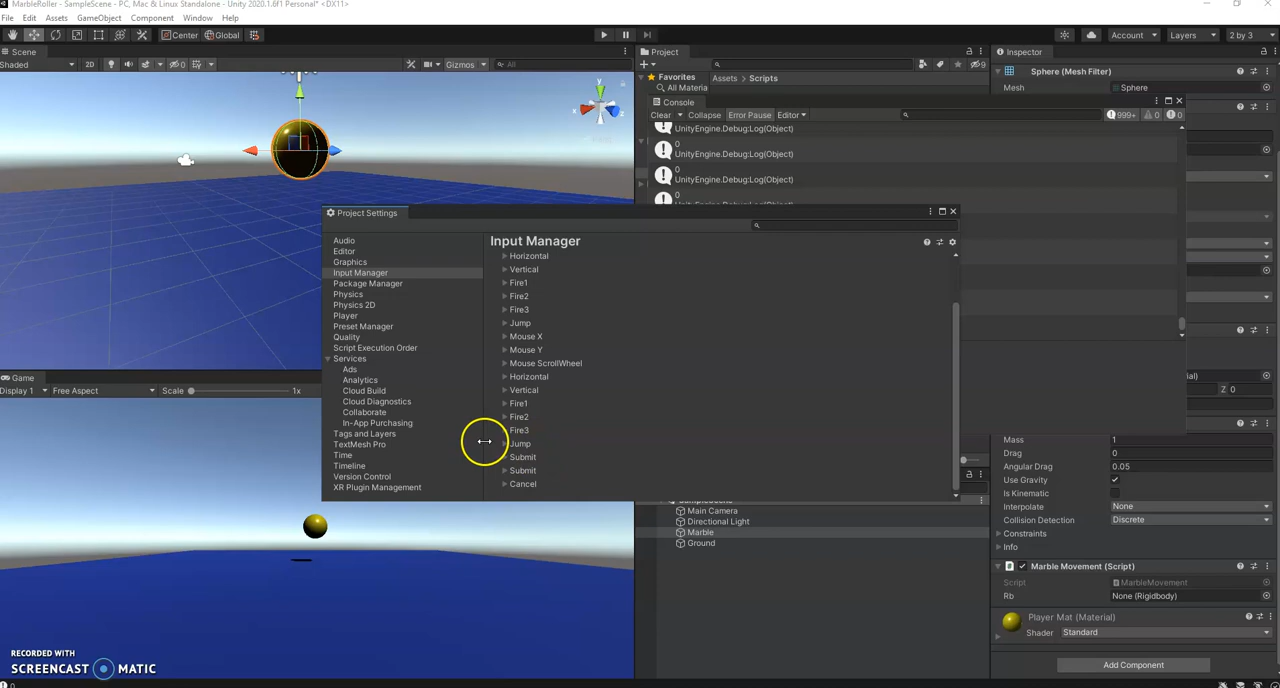 MarbleRoller - SampleScene - PC, Mac & Linux Standalone - Unity 2020.1.6f1 Personal* <DX11>
File Edit Assets GameObject Component Window Help
Center Global Account Layers 2 by 3
Scene
Shaded 2D 0 Gizmos All
Project
Favorites
All Materia
Assets Scripts
9
Inspector
Sphere (Mesh Filter)
Mesh Sphere
Console
Clear Collapse Error Pause Editor 999+ 0 0
UnityEngine.Debug:Log(Object)
0
UnityEngine.Debug:Log(Object)
0
UnityEngine.Debug:Log(Object)
0
y
x
z
Project Settings
Audio
Editor
Graphics
Input Manager
Package Manager
Physics
Physics 2D
Player
Preset Manager
Quality
Script Execution Order
Services
Ads
Analytics
Cloud Build
Cloud Diagnostics
Collaborate
In-App Purchasing
Tags and Layers
TextMesh Pro
Time
Timeline
Version Control
XR Plugin Management
Input Manager
Horizontal
Vertical
Fire1
Fire2
Fire3
Jump
Mouse X
Mouse Y
Mouse ScrollWheel
Horizontal
Vertical
Fire1
Fire2
Fire3
Jump
Submit
Submit
Cancel
Game
Display 1 Free Aspect Scale 1x
SampleScene
Main Camera
Directional Light
Marble
Ground
Z 0
Mass 1
Drag 0
Angular Drag 0.05
Use Gravity
Is Kinematic
Interpolate None
Collision Detection Discrete
Constraints
Info
Marble Movement (Script)
Script MarbleMovement
Rb None (Rigidbody)
Player Mat (Material)
Shader Standard
Add Component
RECORDED WITH
SCREENCAST MATIC
0